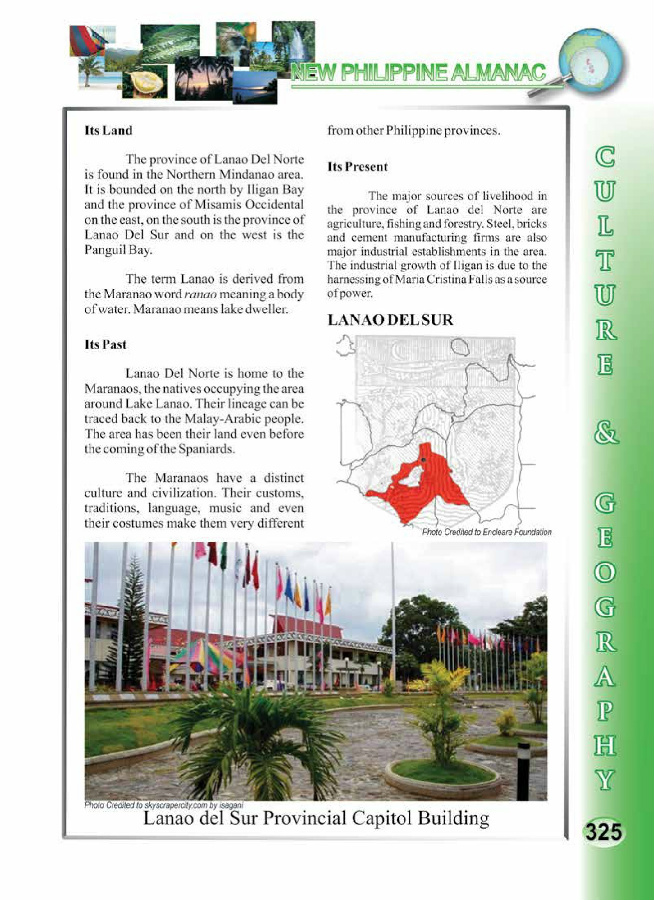 NEW PHILIPPINE ALMANAC
Its Land
The province of Lanao Del Norte
is found in the Northern Mindanao area.
It is bounded on the north by Iligan Bay
and the province of Misamis Occidental
on the east, on the south is the province of
Lanao Del Sur and on the west is the
Panguil Bay.
The term Lanao is derived from
the Maranao word ranao meaning a body
of water. Maranao means lake dweller.
Its Past
Lanao Del Norte is home to the
Maranaos, the natives occupying the area
around Lake Lanao. Their lineage can be
traced back to the Malay-Arabic people.
The area has been their land even before
the coming of the Spaniards.
The Maranaos have a distinct
culture and civilization. Their customs,
traditions, language, music and even
their costumes make them very different
from other Philippine provinces.
Its Present
The major sources of livelihood in
the province of Lanao del Norte are
agriculture, fishing and forestry. Steel, bricks
and cement manufacturing firms are also
major industrial establishments in the area.
The industrial growth of Iligan is due to the
harnessing of Maria Cristina Falls as a source
of power.
LANAO DEL SUR
Photo Credited to Encleara Foundation
Photo Credited to skyscrapercity.com by isagani
Lanao del Sur Provincial Capitol Building
CULTURE & GEOGRAPHY
325